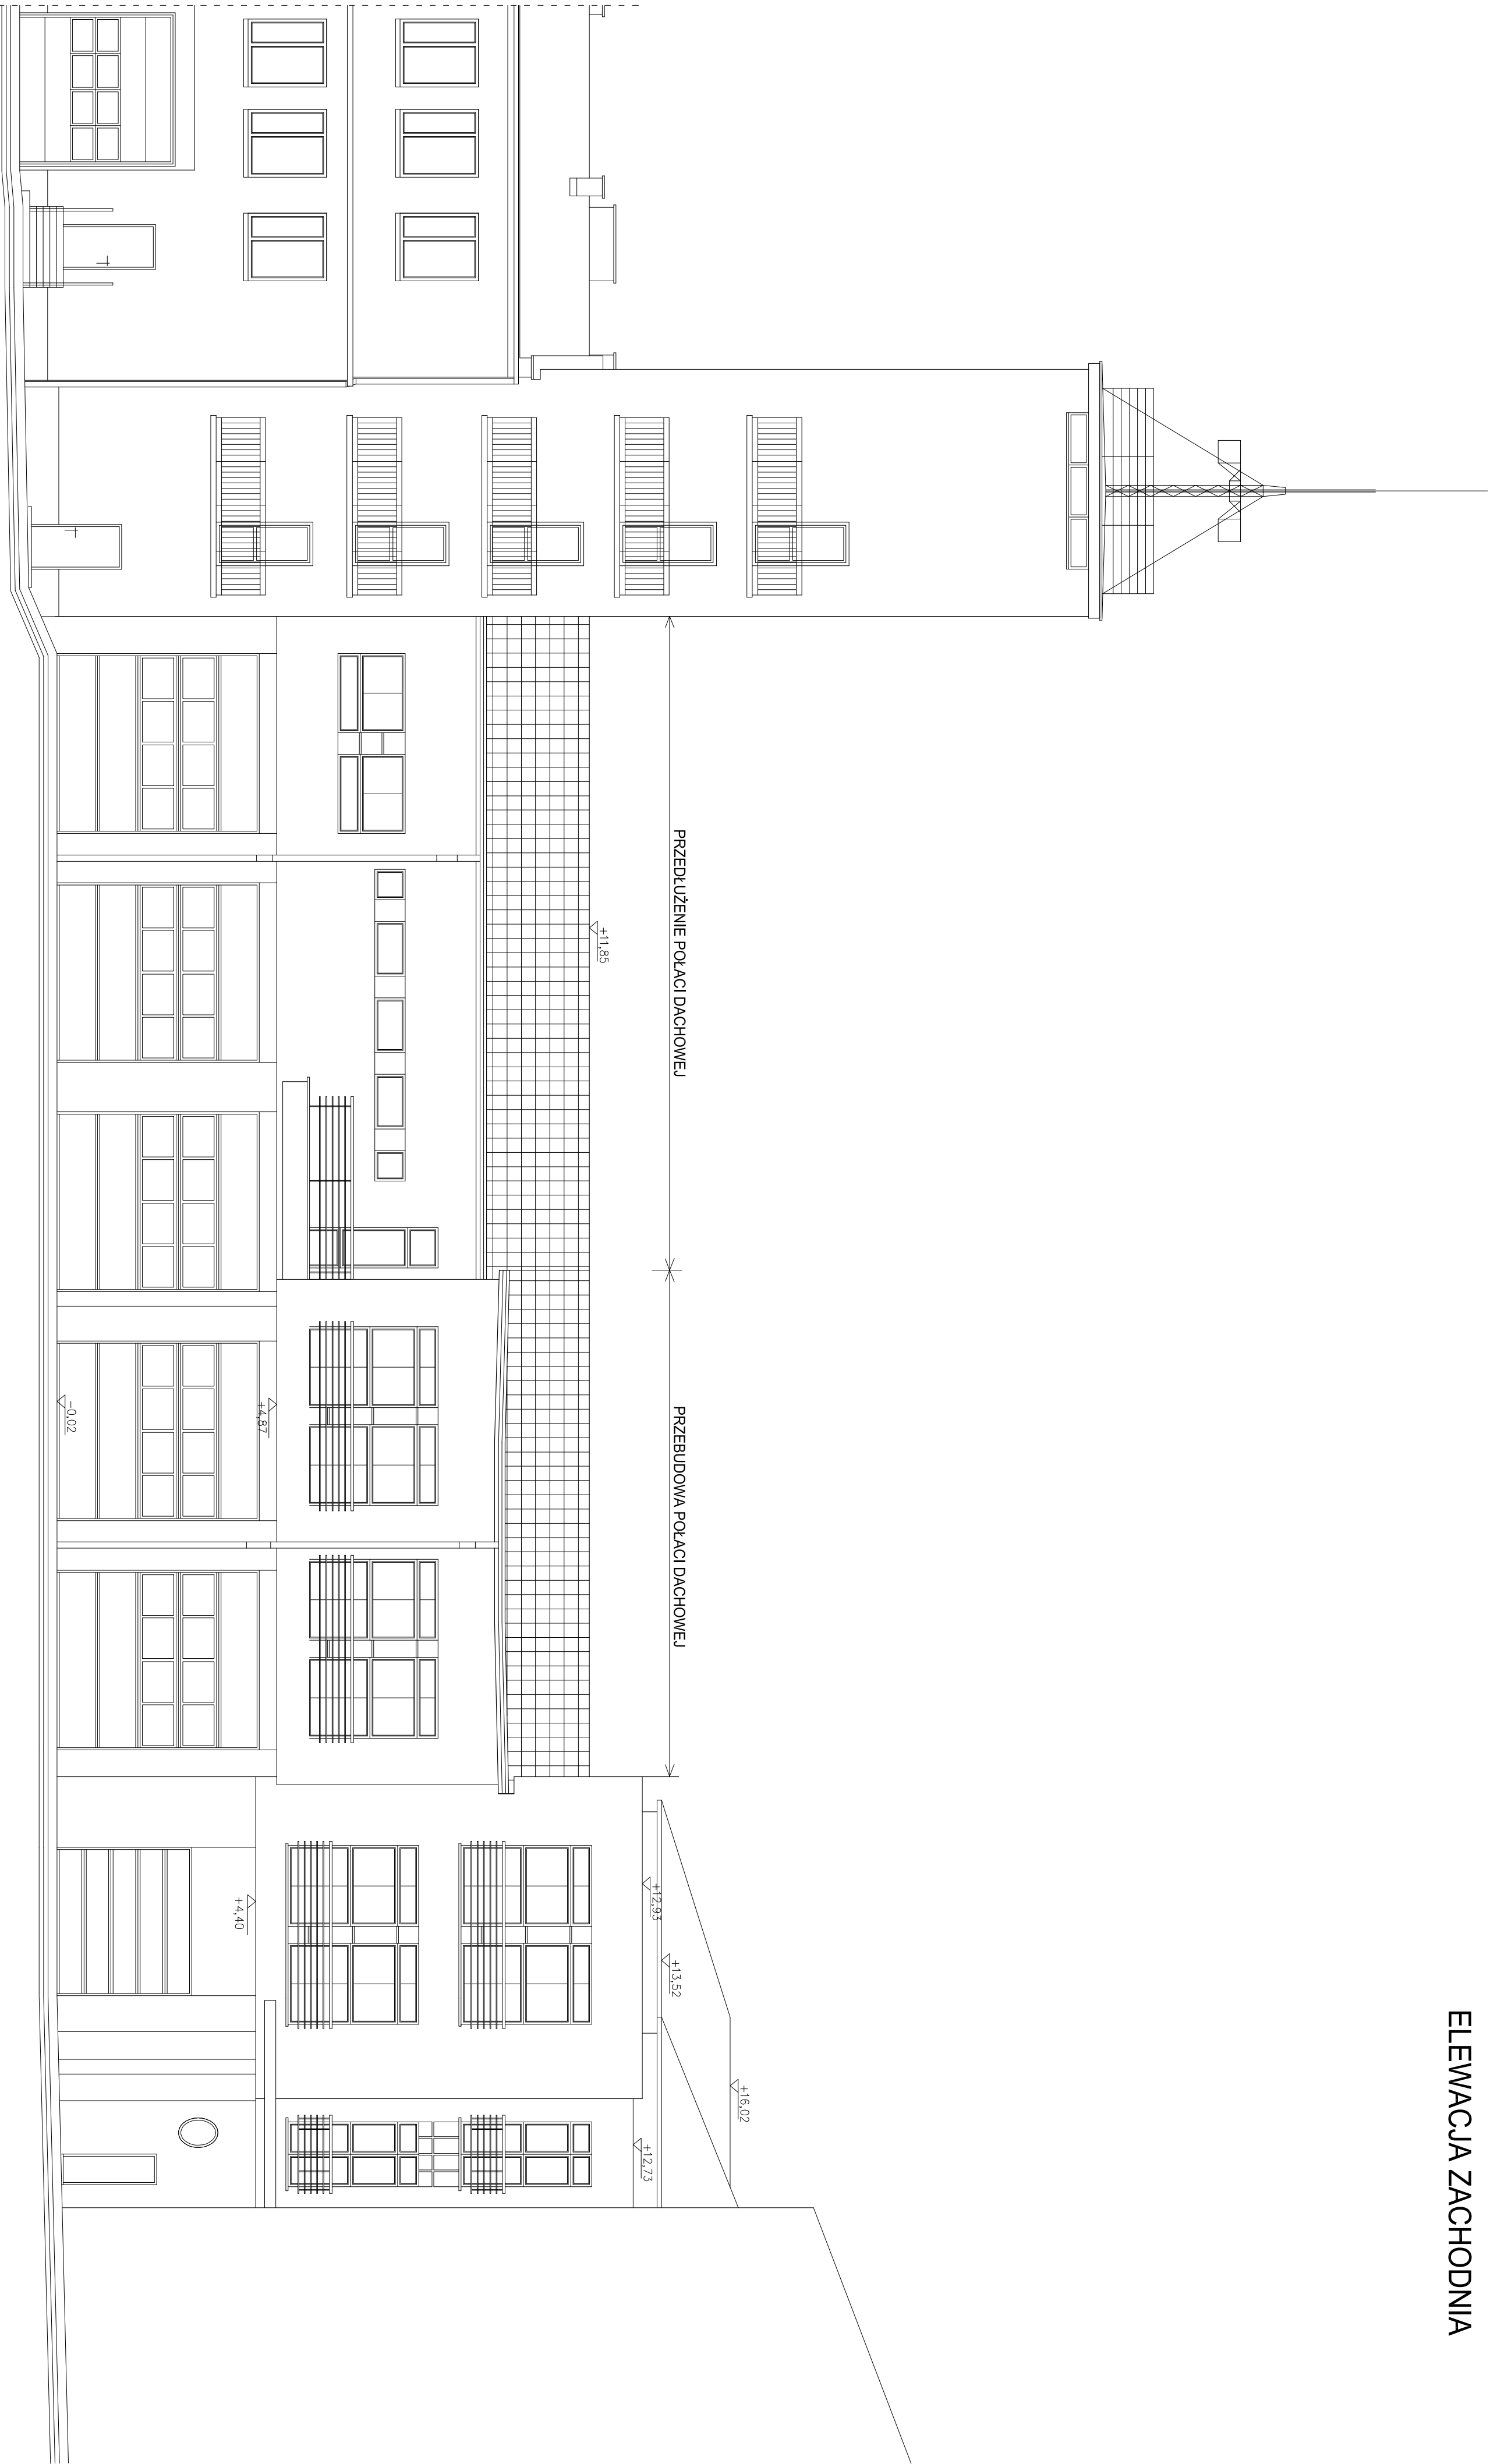 ELEWACJA ZACHODNIA
+16,02
+13,52
+12,93
+12,73
PRZEDŁUŻENIE POŁACI DACHOWEJ
PRZEBUDOWA POŁACI DACHOWEJ
+11,85
+4,87
+4,40
-0,02